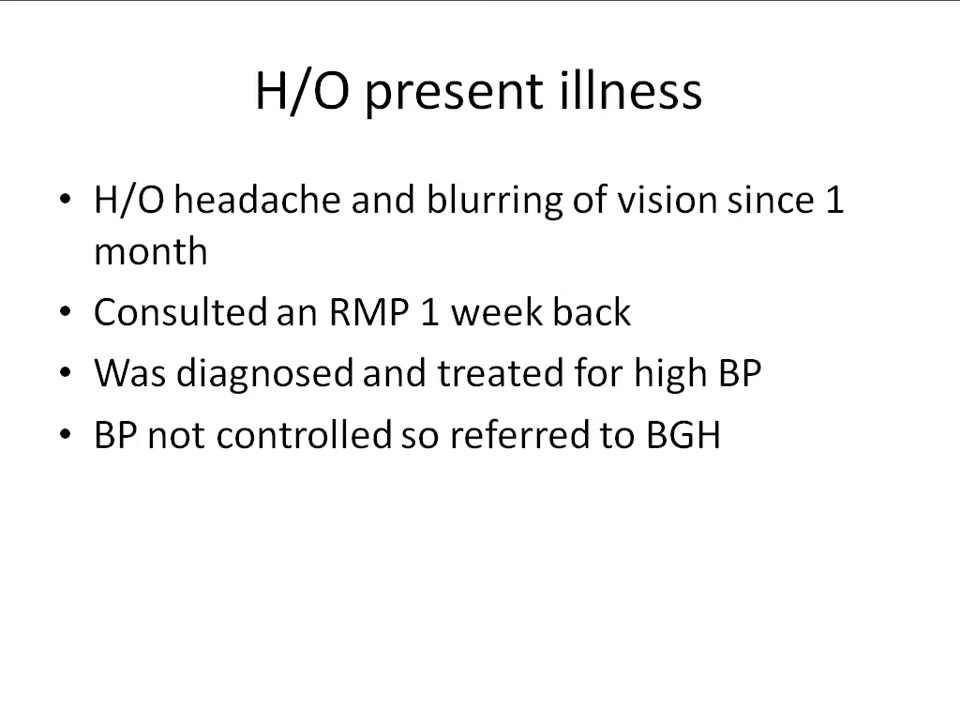 H/O present illness
• H/O headache and blurring of vision since 1
month
• Consulted an RMP 1 week back
• Was diagnosed and treated for high BP
• BP not controlled so referred to BGH